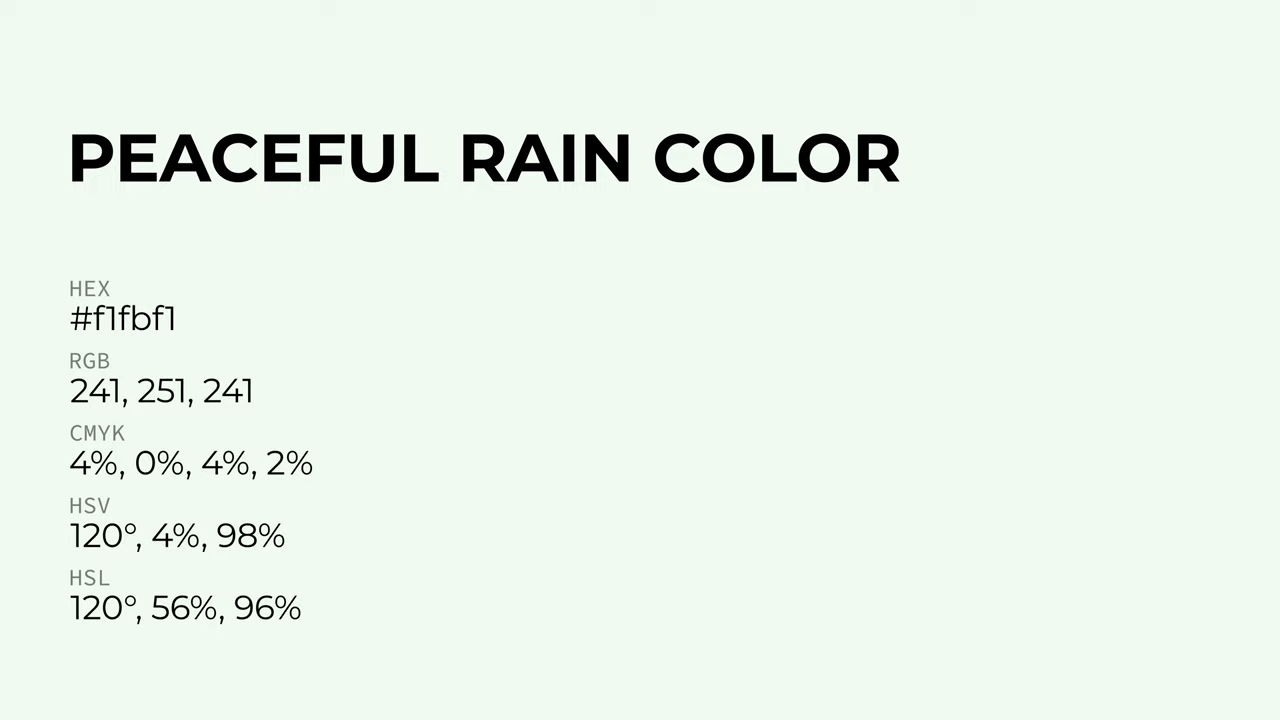 PEACEFUL RAIN COLOR
HEX
#f1fbf1
RGB
241, 251, 241
CMYK
4%, 0%, 4%, 2%
HSV
120°, 4%, 98%
HSL
120°, 56%, 96%